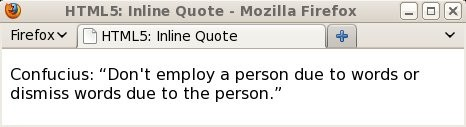 HTML5: Inline Quote - Mozilla Firefox
Firefox
HTML5: Inline Quote
Confucius: “Don't employ a person due to words or
dismiss words due to the person.”